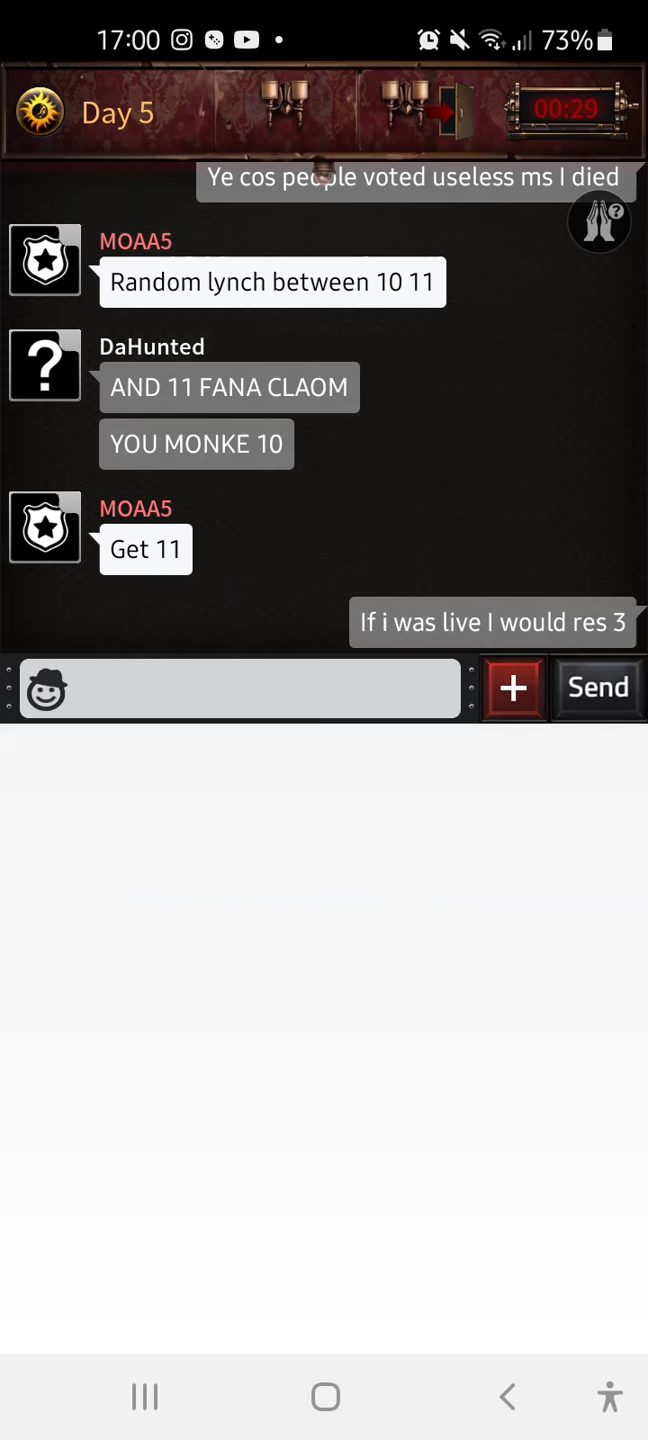 17:00
73%
Day 5
00:29
Ye cos people voted useless ms I died
MOAA5
Random lynch between 10 11
DaHunted
AND 11 FANA CLAOM
YOU MONKE 10
MOAA5
Get 11
If i was live I would res 3
Send